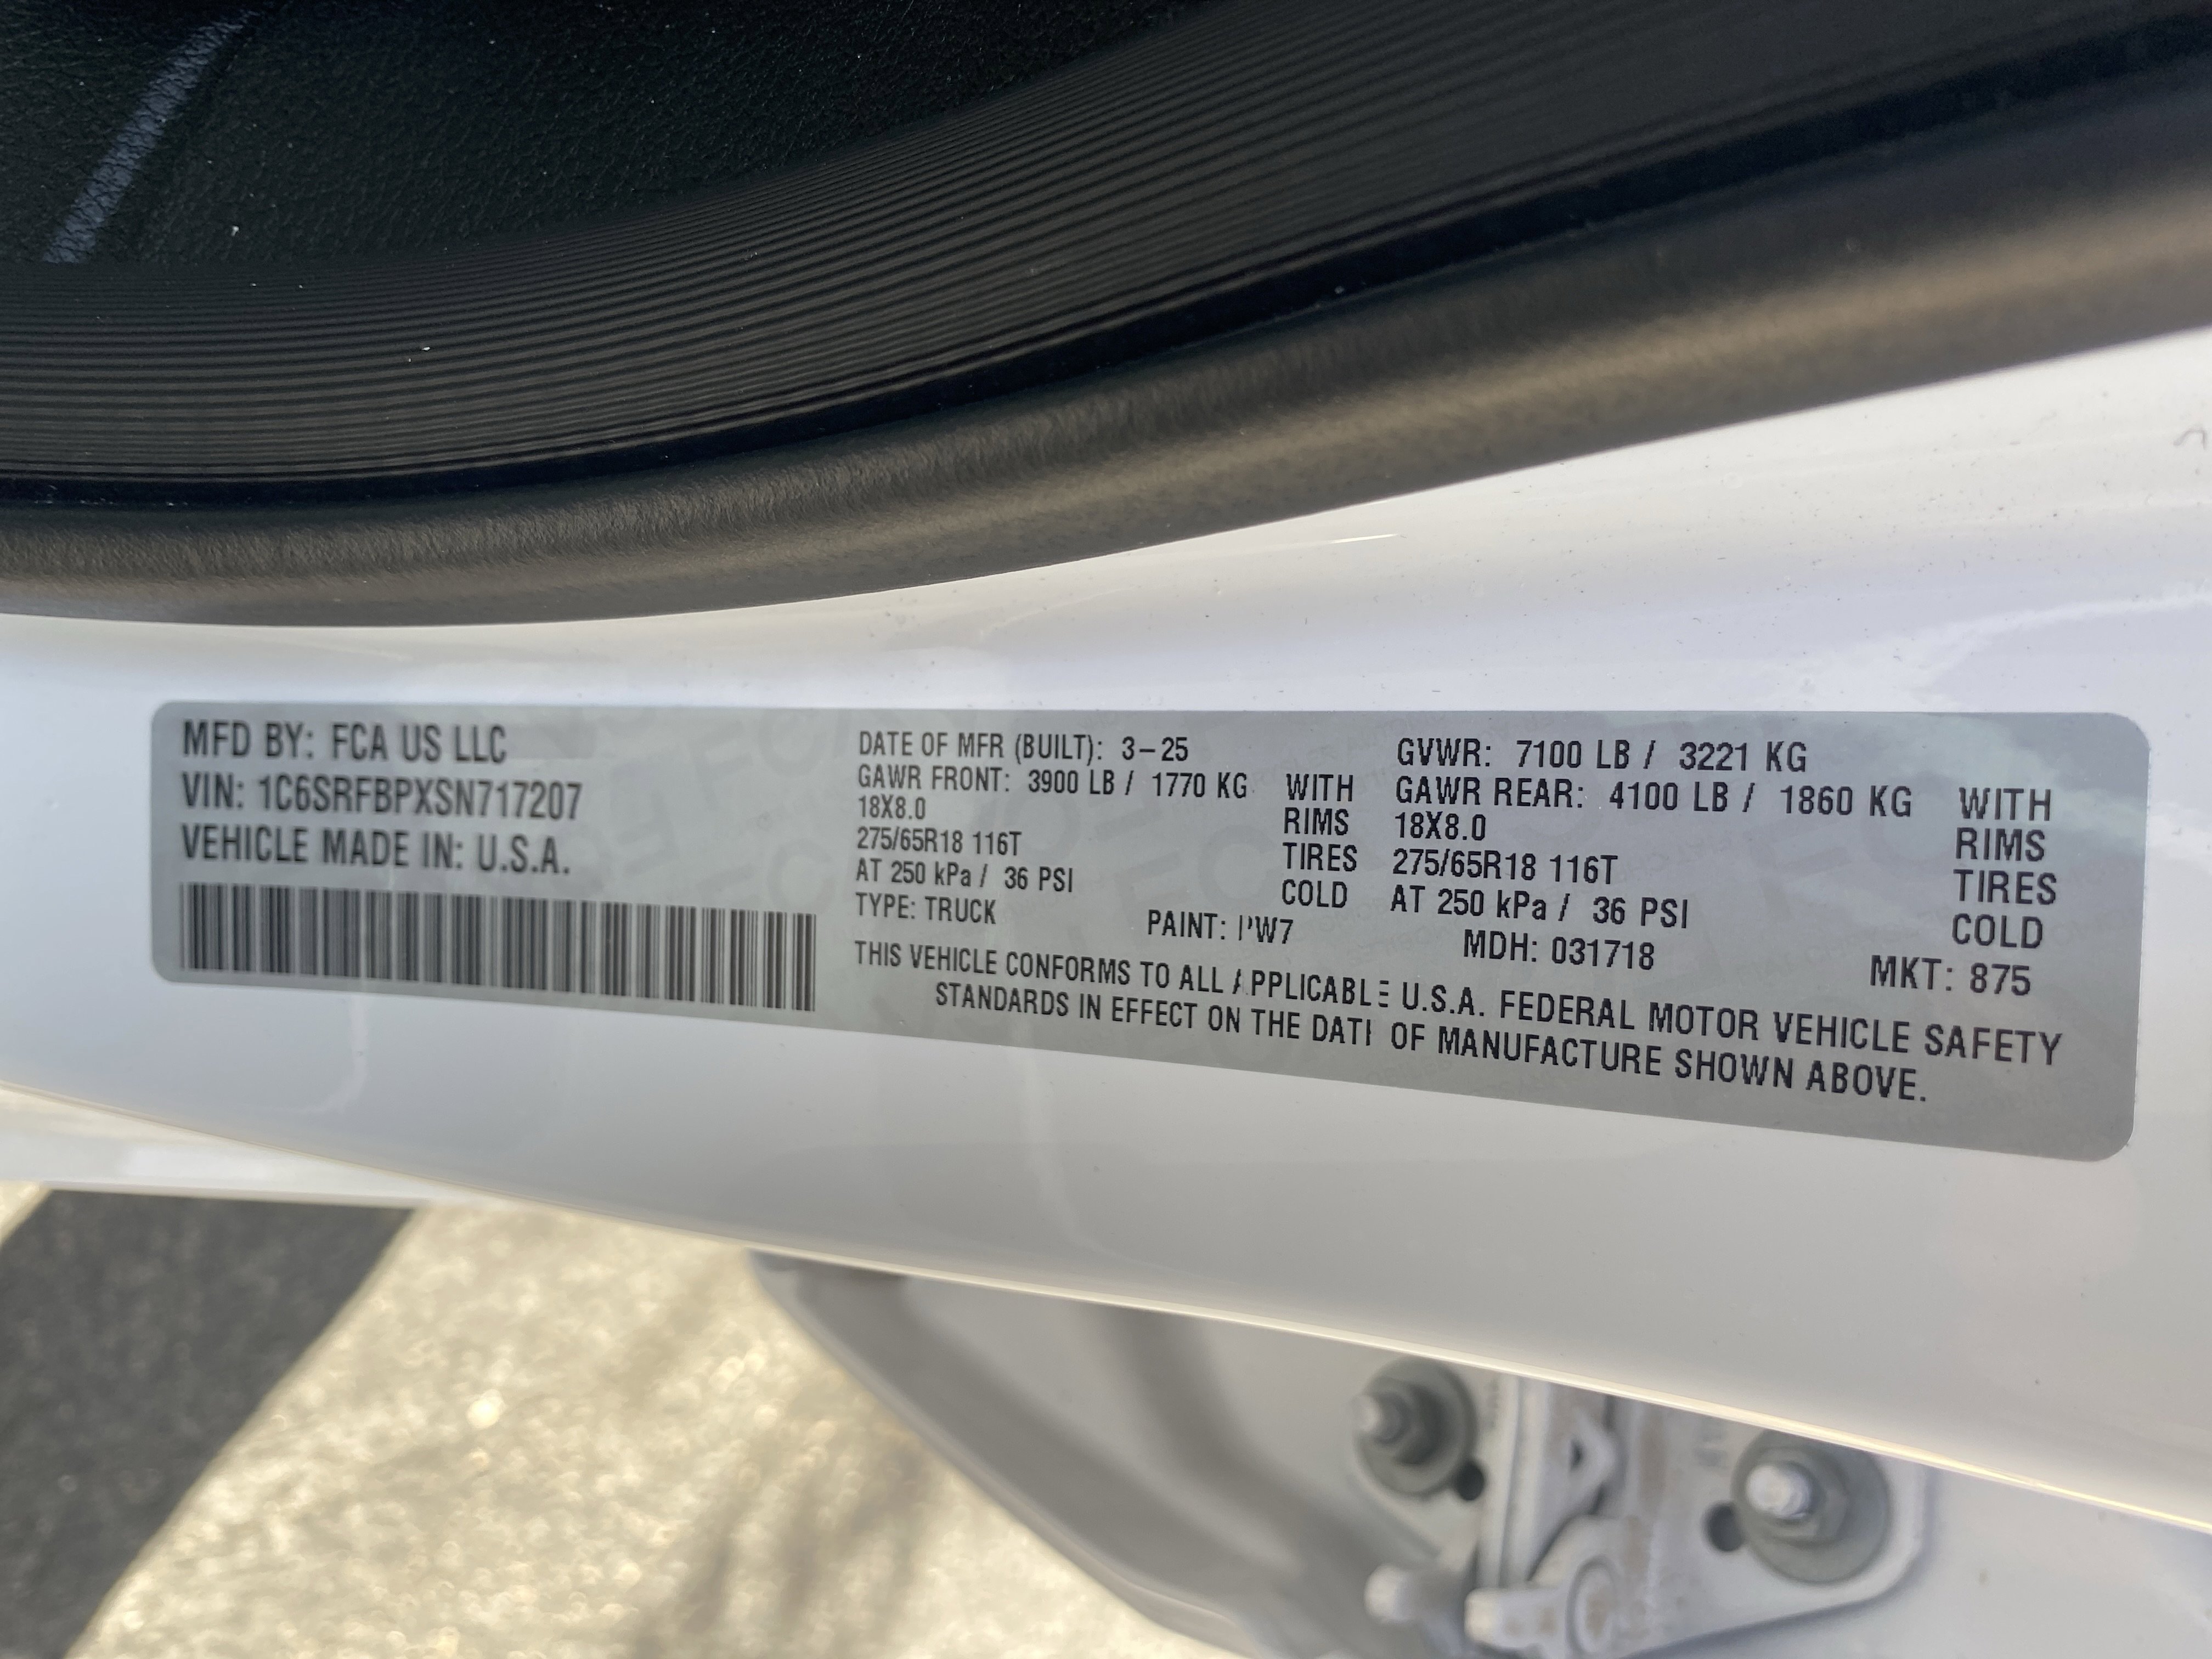 MFD BY: FCA US LLC
VIN: 1C6SRFBPXSN717207
VEHICLE MADE IN: U.S.A.
DATE OF MFR (BUILT): 3-25
GVWR: 7100 LB / 3221 KG
GAWR FRONT: 3900 LB / 1770 KG WITH
18X8.0 RIMS
275/65R18 116T TIRES
AT 250 kPa / 36 PSI COLD
GAWR REAR: 4100 LB / 1860 KG WITH
18X8.0 RIMS
275/65R18 116T TIRES
AT 250 kPa / 36 PSI COLD
TYPE: TRUCK PAINT: PW7 MDH: 031718 MKT: 875
THIS VEHICLE CONFORMS TO ALL APPLICABLE U.S.A. FEDERAL MOTOR VEHICLE SAFETY
STANDARDS IN EFFECT ON THE DATE OF MANUFACTURE SHOWN ABOVE.